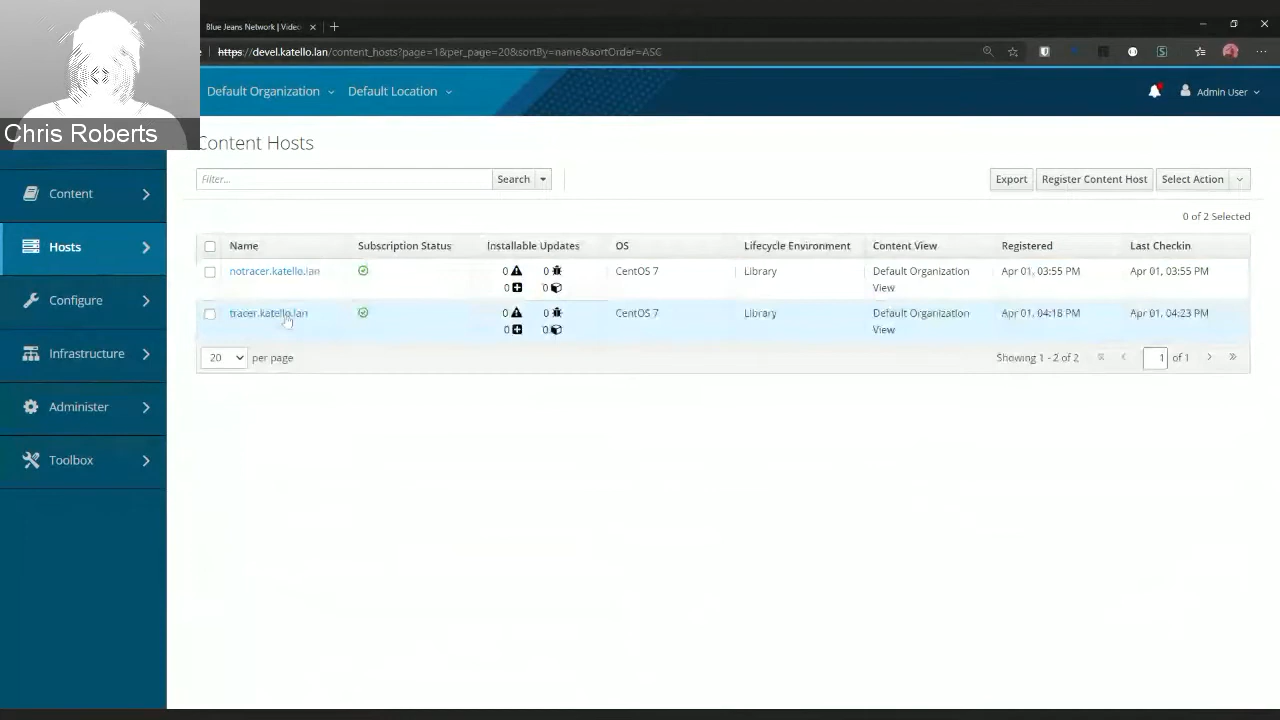 Blue Jeans Network | Video
https://devel.katello.lan/content_hosts?page=1&per_page=20&sortBy=name&sortOrder=ASC
Default Organization Default Location Admin User
Chris Roberts
Content Hosts
Filter... Search Export Register Content Host Select Action
0 of 2 Selected
Name Subscription Status Installable Updates OS Lifecycle Environment Content View Registered Last Checkin
notracer.katello.lan 0 0 CentOS 7 Library Default Organization Apr 01, 03:55 PM Apr 01, 03:55 PM
0 0 View
tracer.katello.lan 0 0 CentOS 7 Library Default Organization Apr 01, 04:18 PM Apr 01, 04:23 PM
0 0 View
20 per page Showing 1 - 2 of 2 1 of 1
Content
Hosts
Configure
Infrastructure
Administer
Toolbox